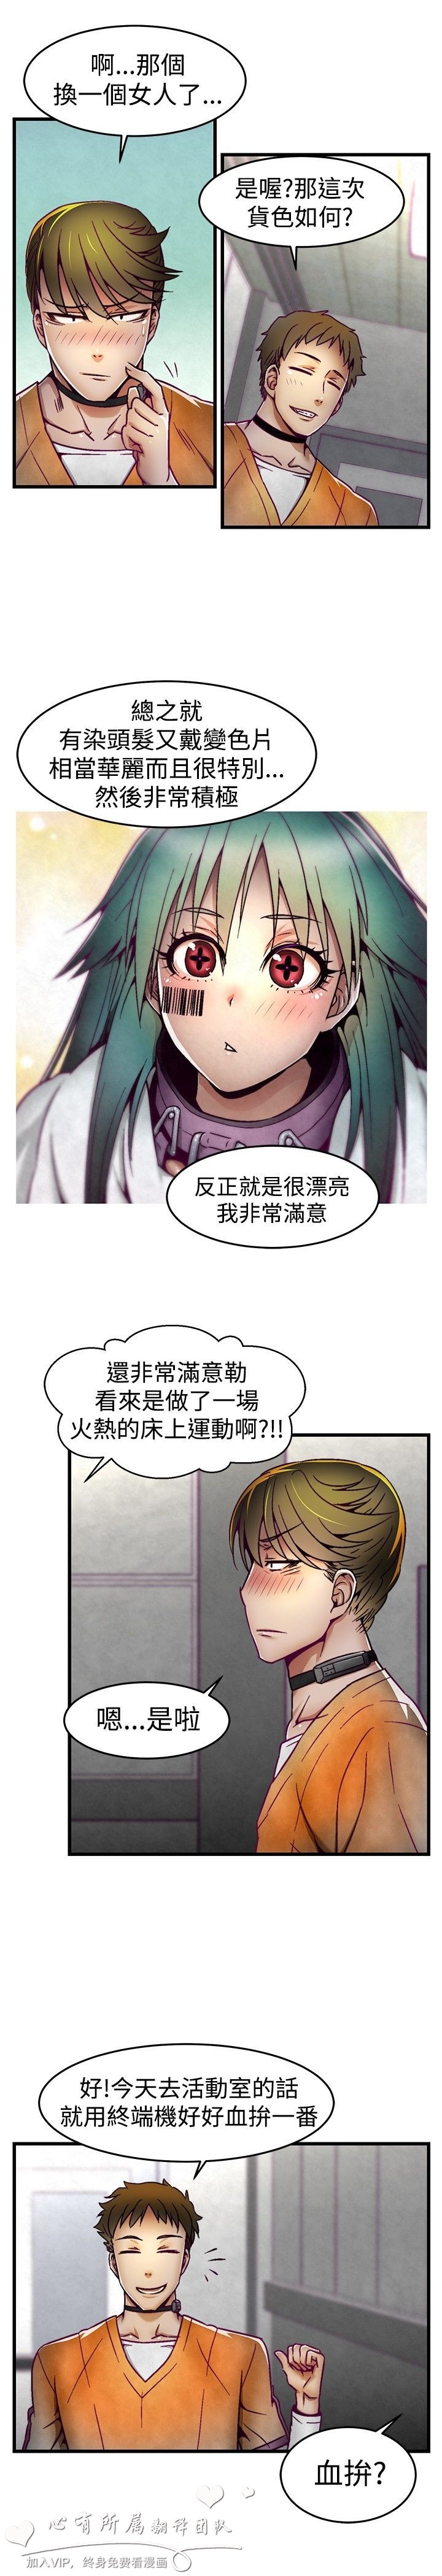 啊...那個
換一個女人了...
是喔?那這次
貨色如何?
總之就
有染頭髮又戴變色片
相當華麗而且很特別...
然後非常積極
反正就是很漂亮
我非常滿意
還非常滿意勒
看來是做了一場
火熱的床上運動啊?!!
嗯...是啦
好!今天去活動室的話
就用終端機好好血拚一番
血拚?
心有所属翻译团队
加入VIP，终身免费看漫画